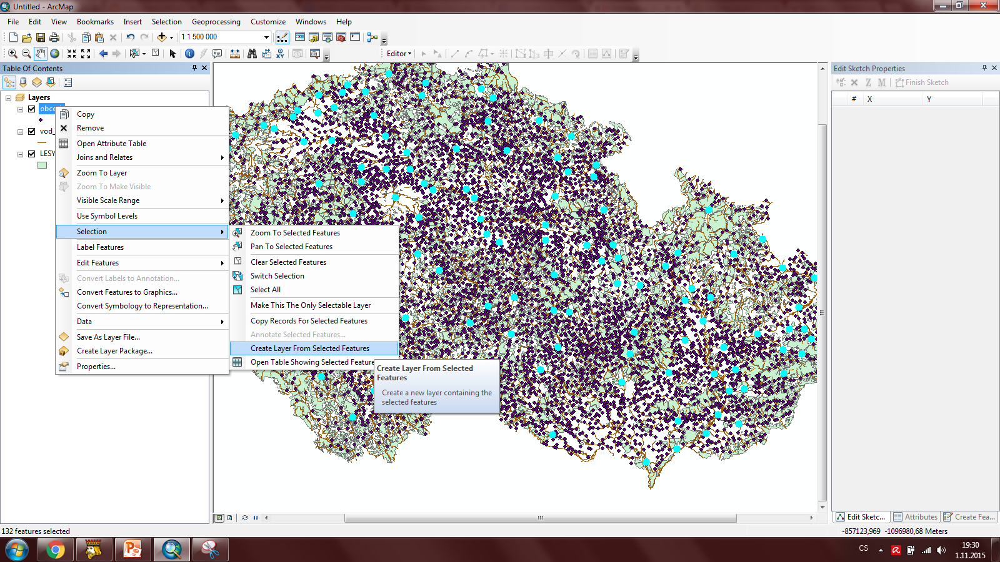 Untitled - ArcMap
File Edit View Bookmarks Insert Selection Geoprocessing Customize Windows Help
1:1 500 000
Editor
Table Of Contents
Layers
vod_
LESY
Copy
Remove
Open Attribute Table
Joins and Relates
Zoom To Layer
Zoom To Make Visible
Visible Scale Range
Use Symbol Levels
Selection
Label Features
Edit Features
Convert Labels to Annotation...
Convert Features to Graphics...
Convert Symbology to Representation...
Data
Save As Layer File...
Create Layer Package...
Properties...
Zoom To Selected Features
Pan To Selected Features
Clear Selected Features
Switch Selection
Select All
Make This The Only Selectable Layer
Copy Records For Selected Features
Annotate Selected Features...
Create Layer From Selected Features
Open Table Showing Selected Feature
Create Layer From Selected
Features
Create a new layer containing the
selected features
Edit Sketch Properties
Z M Finish Sketch
# X Y
Edit Sketc... Attributes Create Fea...
132 features selected
-857123,969 -1096980,68 Meters
CS
19:30
1.11.2015